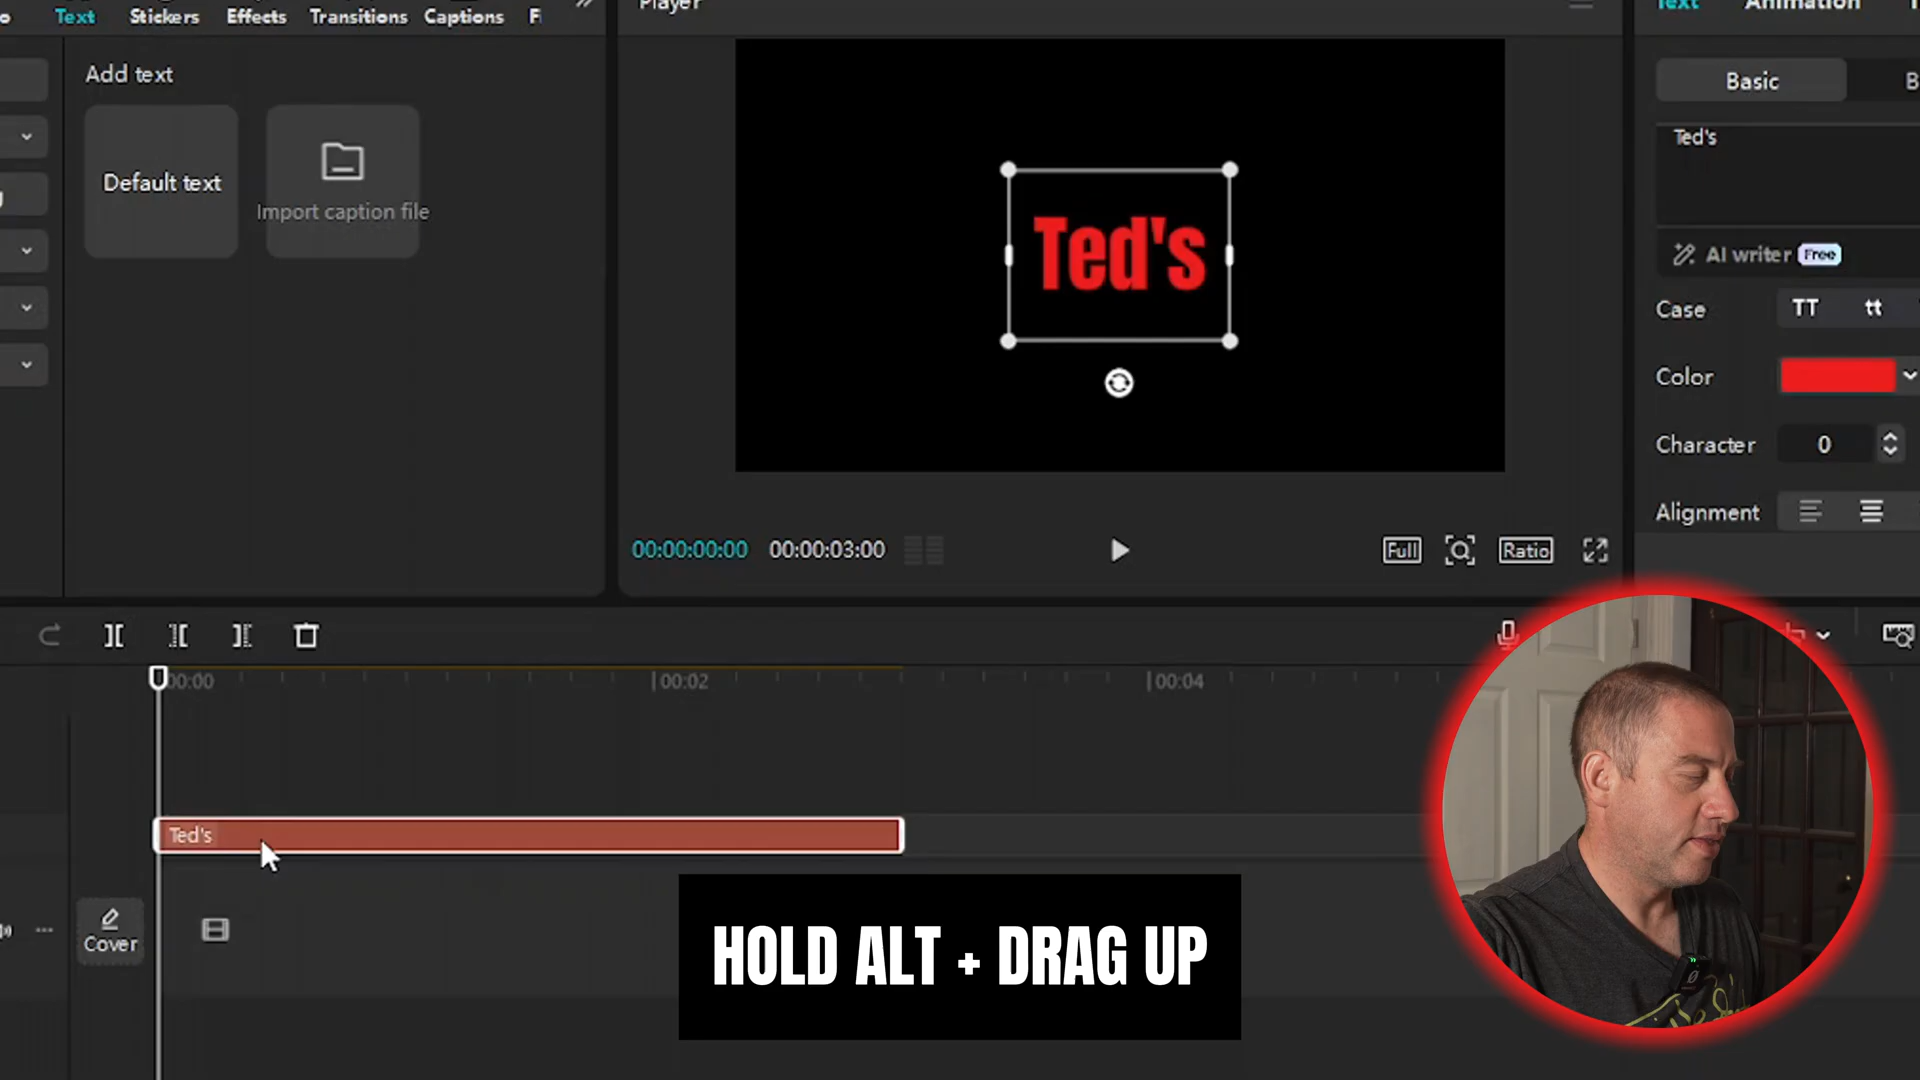 Text Stickers Effects Transitions Captions
Player
Text Animation
Add text
Default text
Import caption file
Ted's
Basic
Ted's
AI writer Free
Case TT tt
Color
Character 0
Alignment
00:00:00:00 00:00:03:00
Full
Ratio
00:00
00:02
00:04
Ted's
Cover
HOLD ALT + DRAG UP